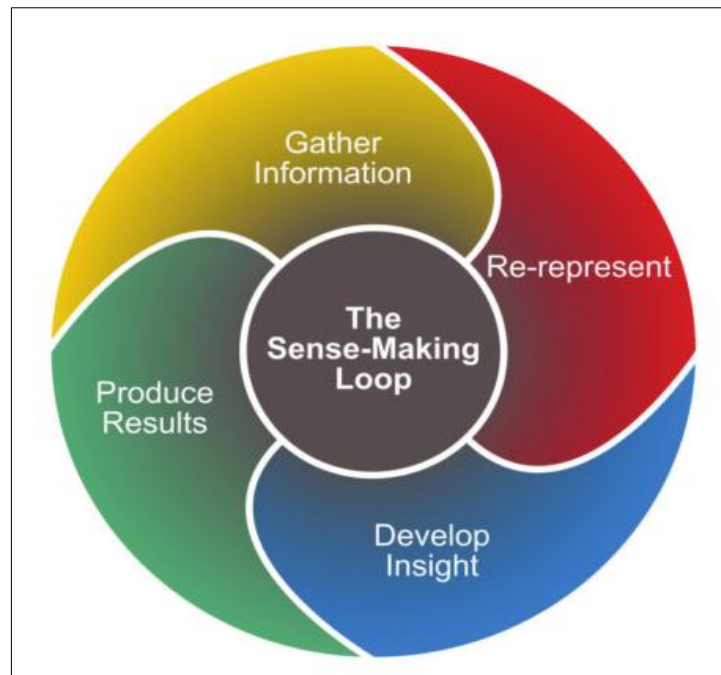 Gather
Information
Re-represent
The
Sense-Making
Loop
Produce
Results
Develop
Insight